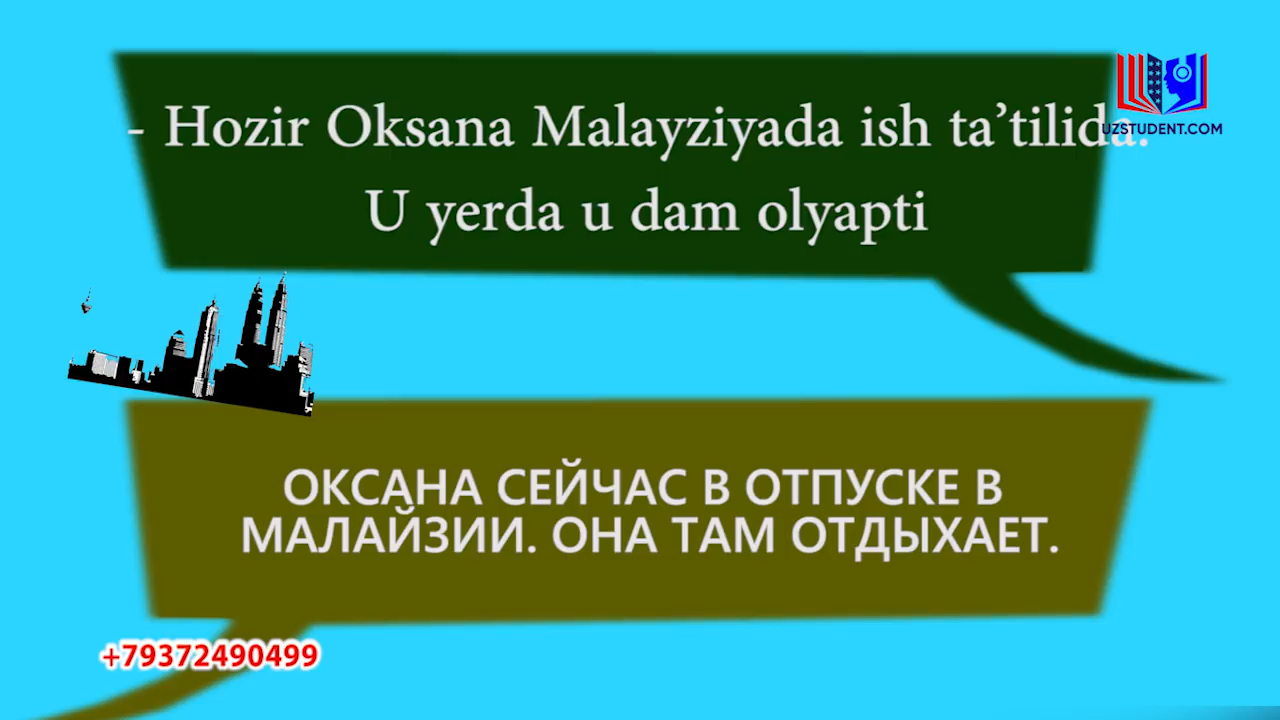 - Hozir Oksana Malayziyada ish ta’tilida.
UZSTUDENT.COM
U yerda u dam olyapti
ОКСАНА СЕЙЧАС В ОТПУСКЕ В
МАЛАЙЗИИ. ОНА ТАМ ОТДЫХАЕТ.
+79372490499